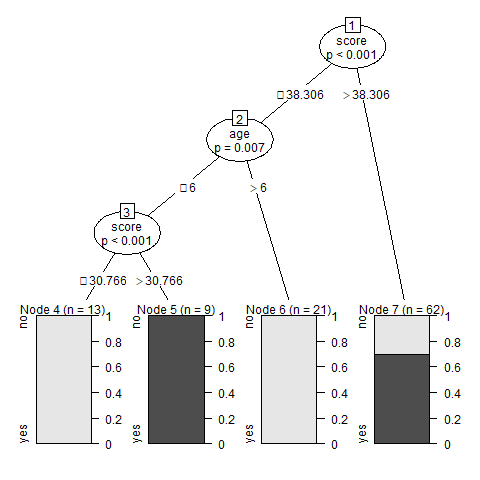 1
score
p < 0.001
▯38.306
> 38.306
2
age
p = 0.007
▯6
> 6
3
score
p < 0.001
▯30.766
> 30.766
Node 4 (n = 13)
no
yes
1
0.8
0.6
0.4
0.2
0
Node 5 (n = 9)
no
yes
1
0.8
0.6
0.4
0.2
0
Node 6 (n = 21)
no
yes
1
0.8
0.6
0.4
0.2
0
Node 7 (n = 62)
no
yes
1
0.8
0.6
0.4
0.2
0